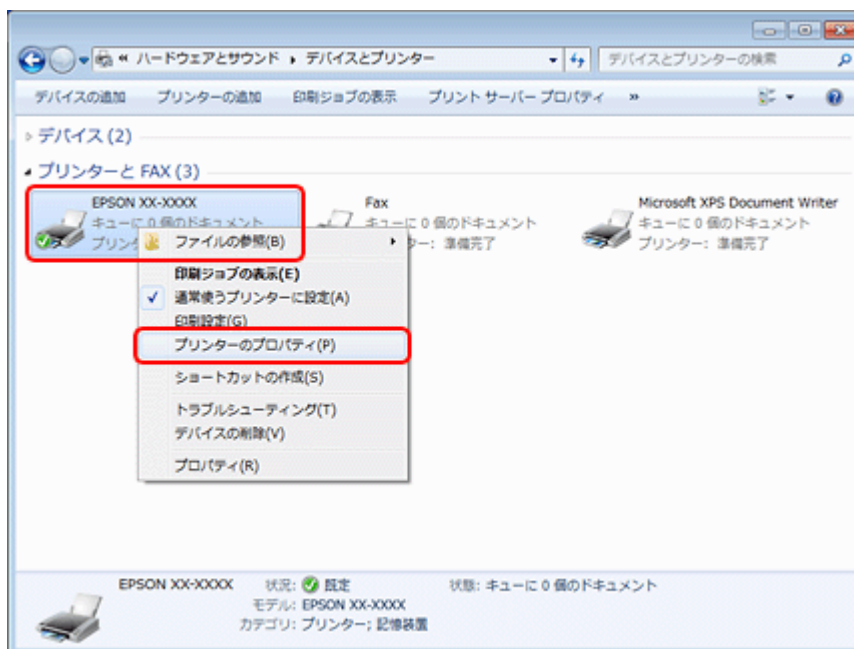 « ハードウェアとサウンド ▸ デバイスとプリンター
デバイスとプリンターの検索
デバイスの追加 プリンターの追加 印刷ジョブの表示 プリント サーバー プロパティ »
デバイス (2)
プリンターと FAX (3)
EPSON XX-XXXX
キューに 0 個のドキュメント
Fax
キューに 0 個のドキュメント
準備完了
Microsoft XPS Document Writer
キューに 0 個のドキュメント
プリンター: 準備完了
ファイルの参照(B)
印刷ジョブの表示(E)
通常使うプリンターに設定(A)
印刷設定(G)
プリンターのプロパティ(P)
ショートカットの作成(S)
トラブルシューティング(T)
デバイスの削除(V)
プロパティ(R)
EPSON XX-XXXX 状況: 既定 状態: キューに 0 個のドキュメント
モデル: EPSON XX-XXXX
カテゴリ: プリンター; 記憶装置